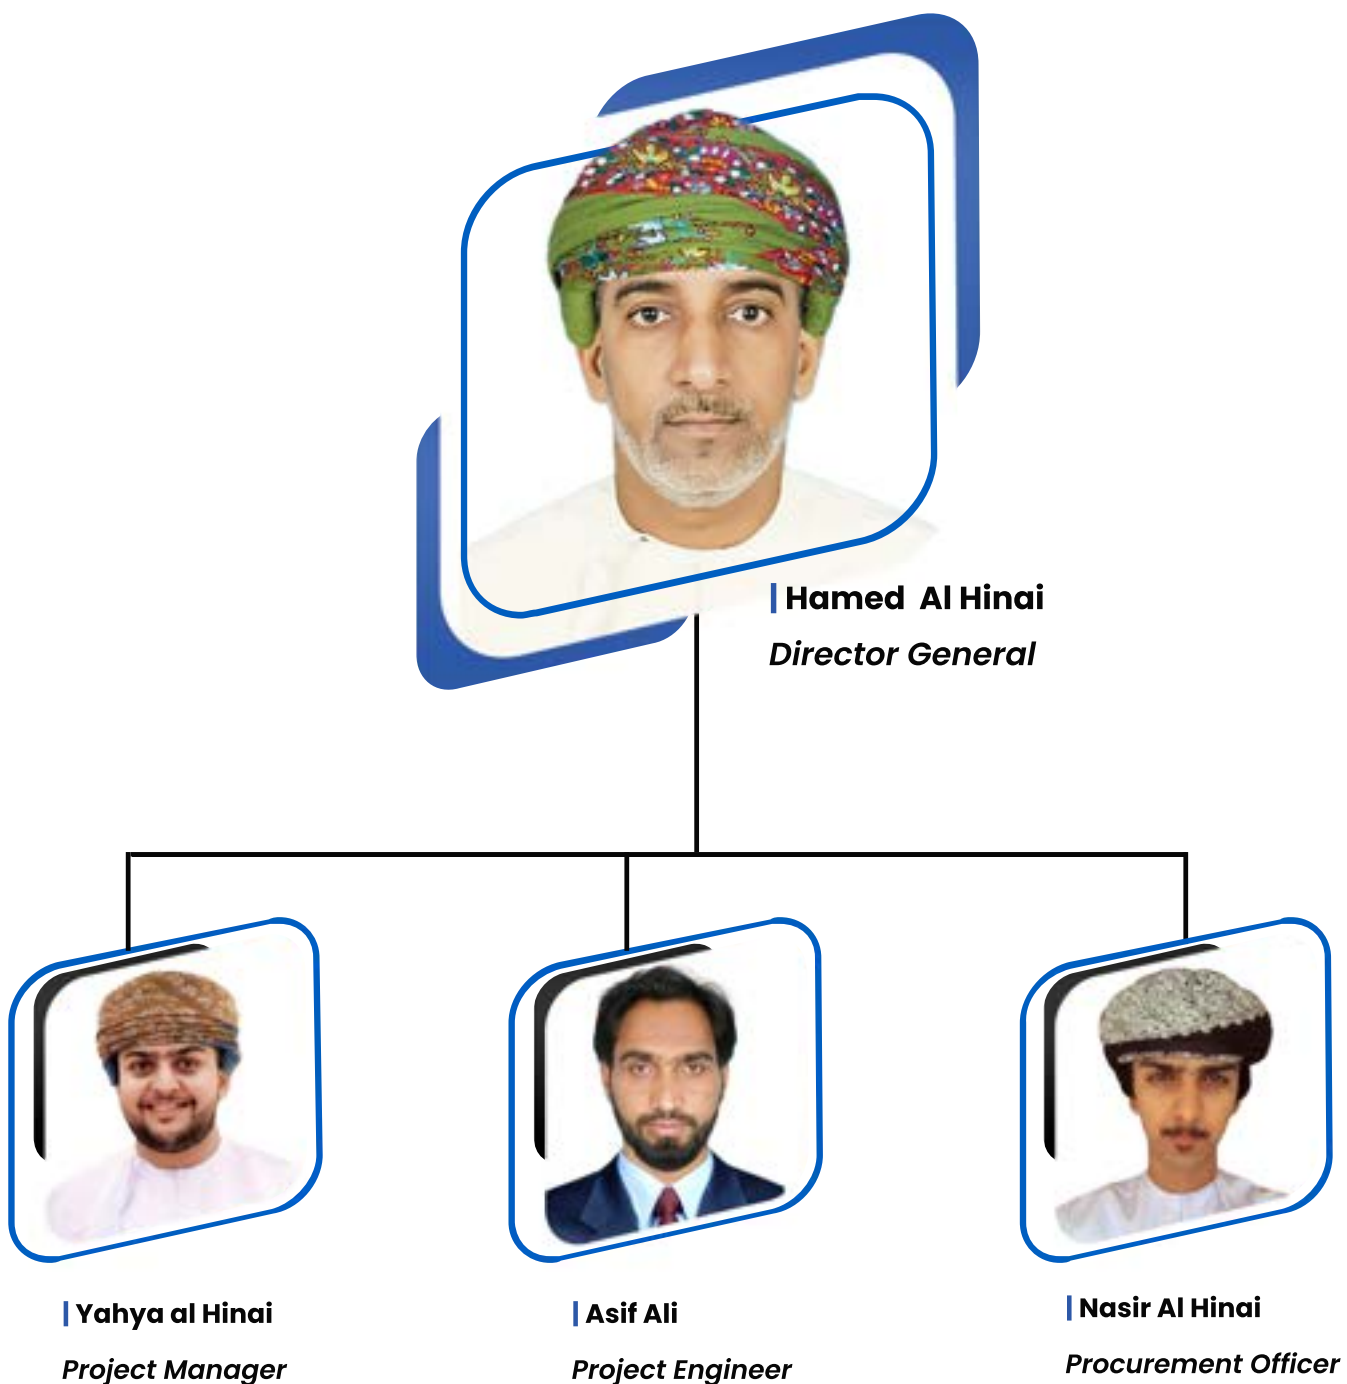 Hamed Al Hinai
Director General
Yahya al Hinai
Project Manager
Asif Ali
Project Engineer
Nasir Al Hinai
Procurement Officer